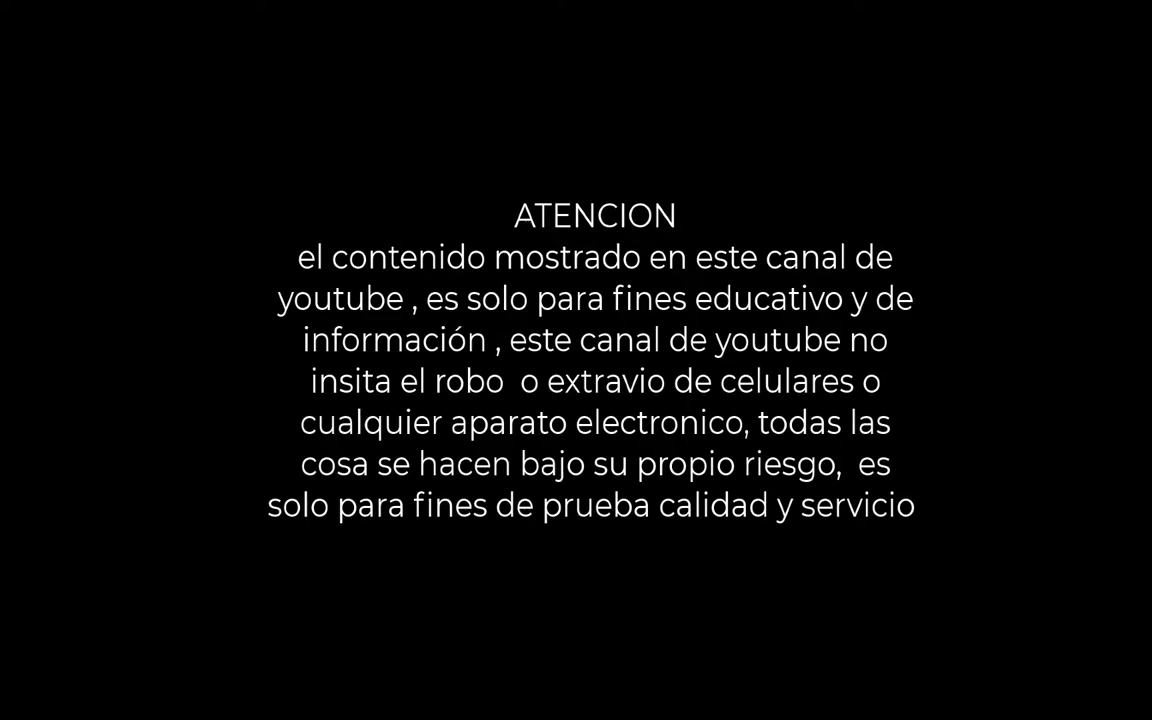 ATENCION
el contenido mostrado en este canal de
youtube , es solo para fines educativo y de
información , este canal de youtube no
insita el robo  o extravio de celulares o
cualquier aparato electronico, todas las
cosa se hacen bajo su propio riesgo,  es
solo para fines de prueba calidad y servicio